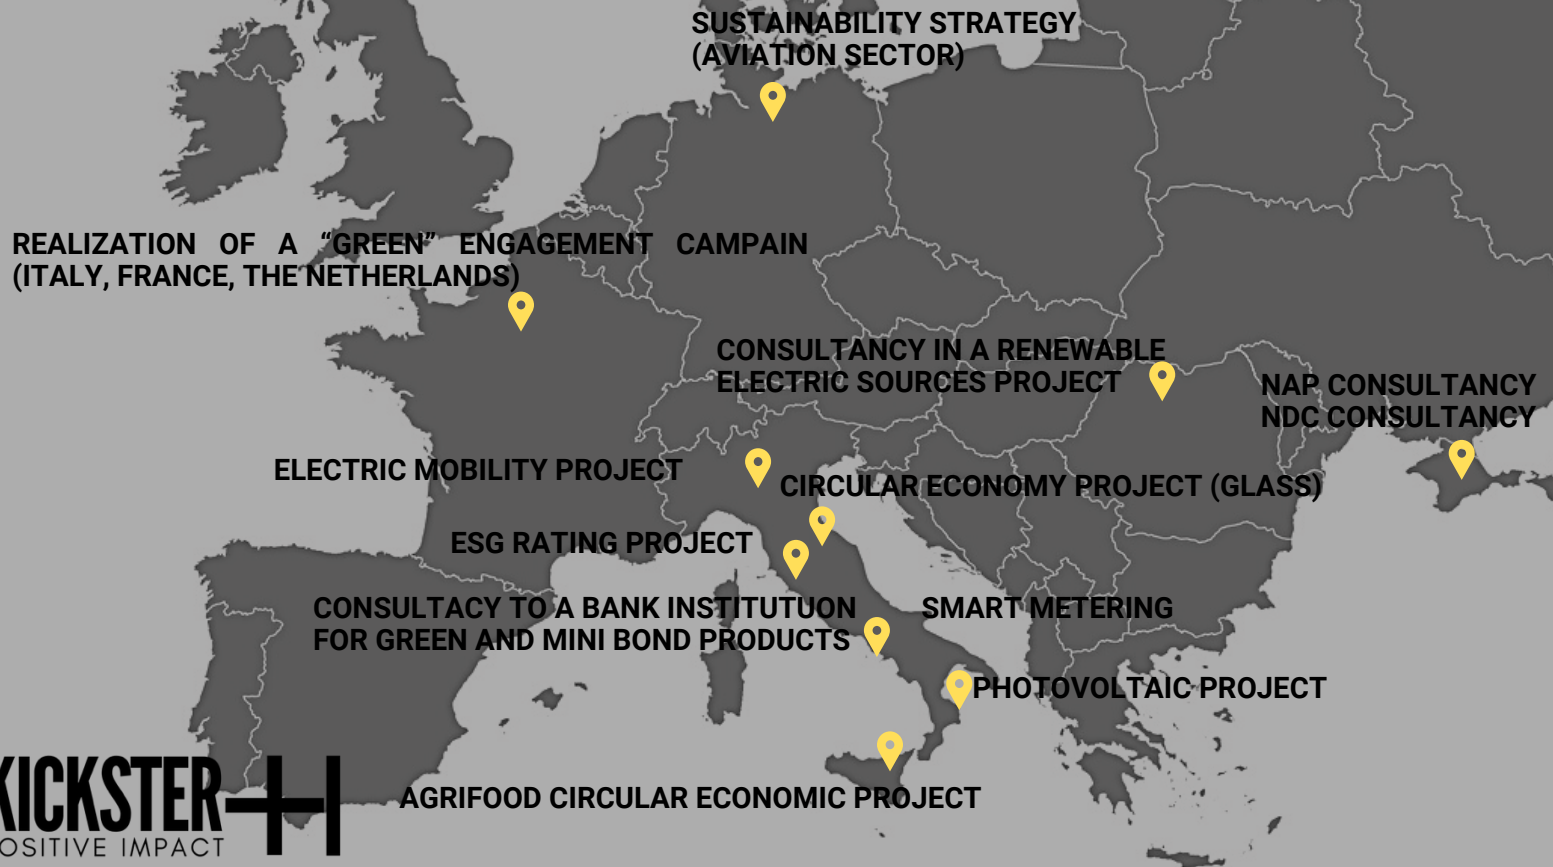 SUSTAINABILITY STRATEGY
(AVIATION SECTOR)
REALIZATION OF A “GREEN” ENGAGEMENT CAMPAIN
(ITALY, FRANCE, THE NETHERLANDS)
CONSULTANCY IN A RENEWABLE
ELECTRIC SOURCES PROJECT
NAP CONSULTANCY
NDC CONSULTANCY
ELECTRIC MOBILITY PROJECT
CIRCULAR ECONOMY PROJECT (GLASS)
ESG RATING PROJECT
CONSULTACY TO A BANK INSTITUTUON
FOR GREEN AND MINI BOND PRODUCTS
SMART METERING
PHOTOVOLTAIC PROJECT
AGRIFOOD CIRCULAR ECONOMIC PROJECT
KICKSTER
OSITIVE IMPACT